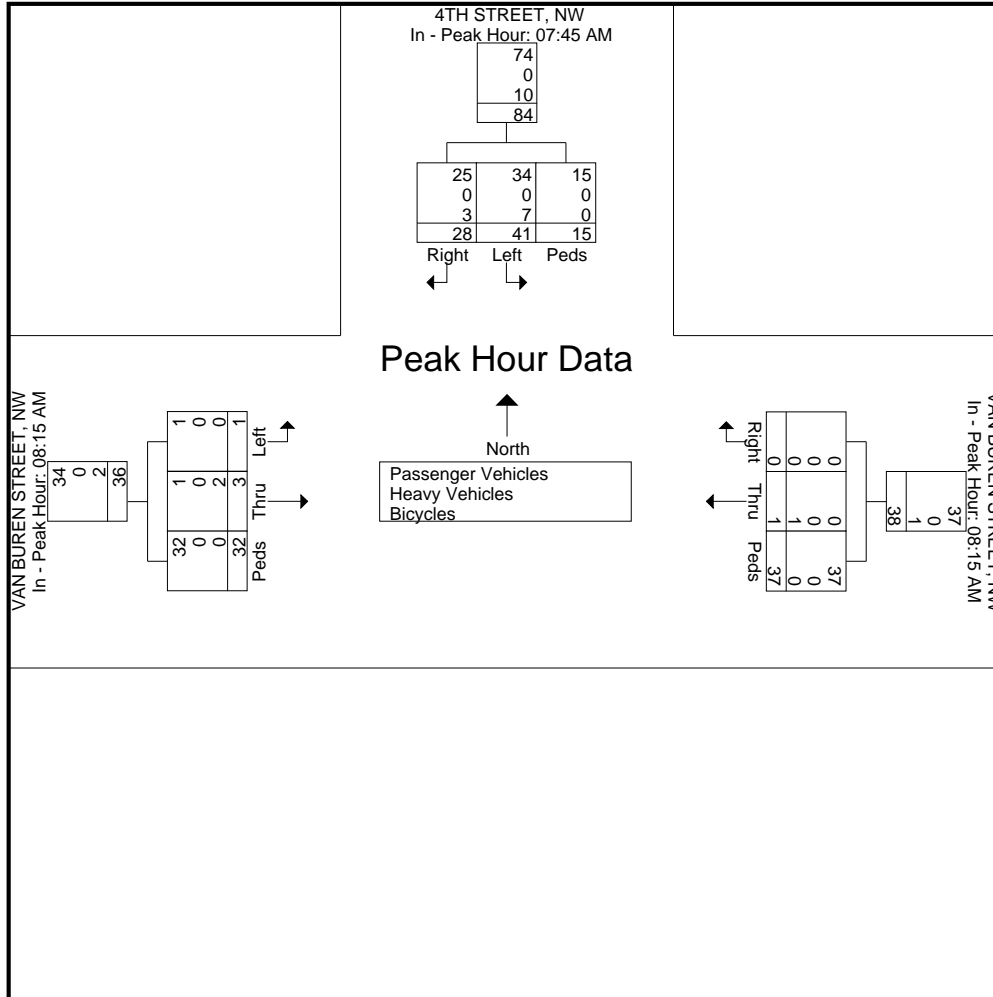 4TH STREET, NW
In - Peak Hour: 07:45 AM
74
0
10
84
25 34 15
0 0 0
3 7 0
28 41 15
Right Left Peds
Peak Hour Data
North
Passenger Vehicles
Heavy Vehicles
Bicycles
VAN BUREN STREET, NW
In - Peak Hour: 08:15 AM
34
0
2
36
1 1 32
0 0 0
0 2 0
1 3 32
Left Thru Peds
VAN BUREN STREET, NW
In - Peak Hour: 08:15 AM
37
0
1
38
0 0 37
0 0 0
0 1 0
0 1 37
Right Thru Peds